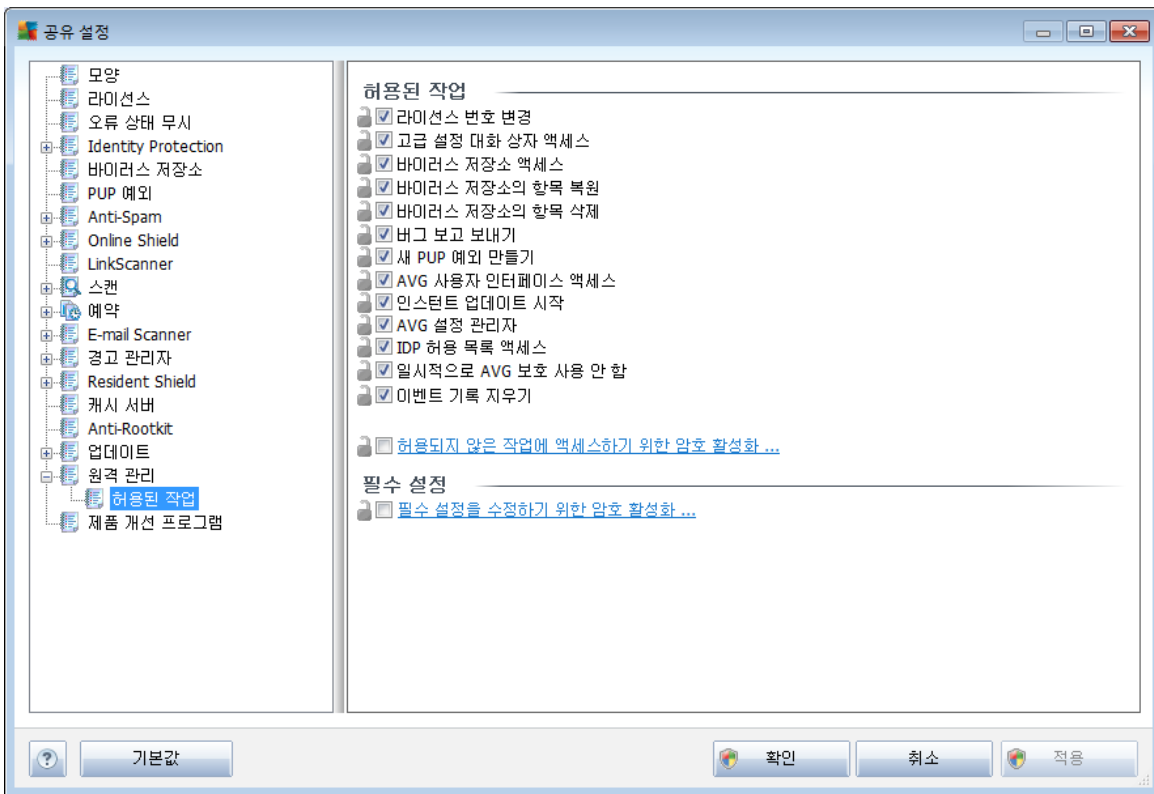 공유 설정
모양
라이선스
오류 상태 무시
Identity Protection
바이러스 저장소
PUP 예외
Anti-Spam
Online Shield
LinkScanner
스캔
예약
E-mail Scanner
경고 관리자
Resident Shield
캐시 서버
Anti-Rootkit
업데이트
원격 관리
허용된 작업
제품 개선 프로그램
허용된 작업
라이선스 번호 변경
고급 설정 대화 상자 액세스
바이러스 저장소 액세스
바이러스 저장소의 항목 복원
바이러스 저장소의 항목 삭제
버그 보고 보내기
새 PUP 예외 만들기
AVG 사용자 인터페이스 액세스
인스턴트 업데이트 시작
AVG 설정 관리자
IDP 허용 목록 액세스
일시적으로 AVG 보호 사용 안 함
이벤트 기록 지우기
허용되지 않은 작업에 액세스하기 위한 암호 활성화 ...
필수 설정
필수 설정을 수정하기 위한 암호 활성화 ...
?
기본값
확인
취소
적용